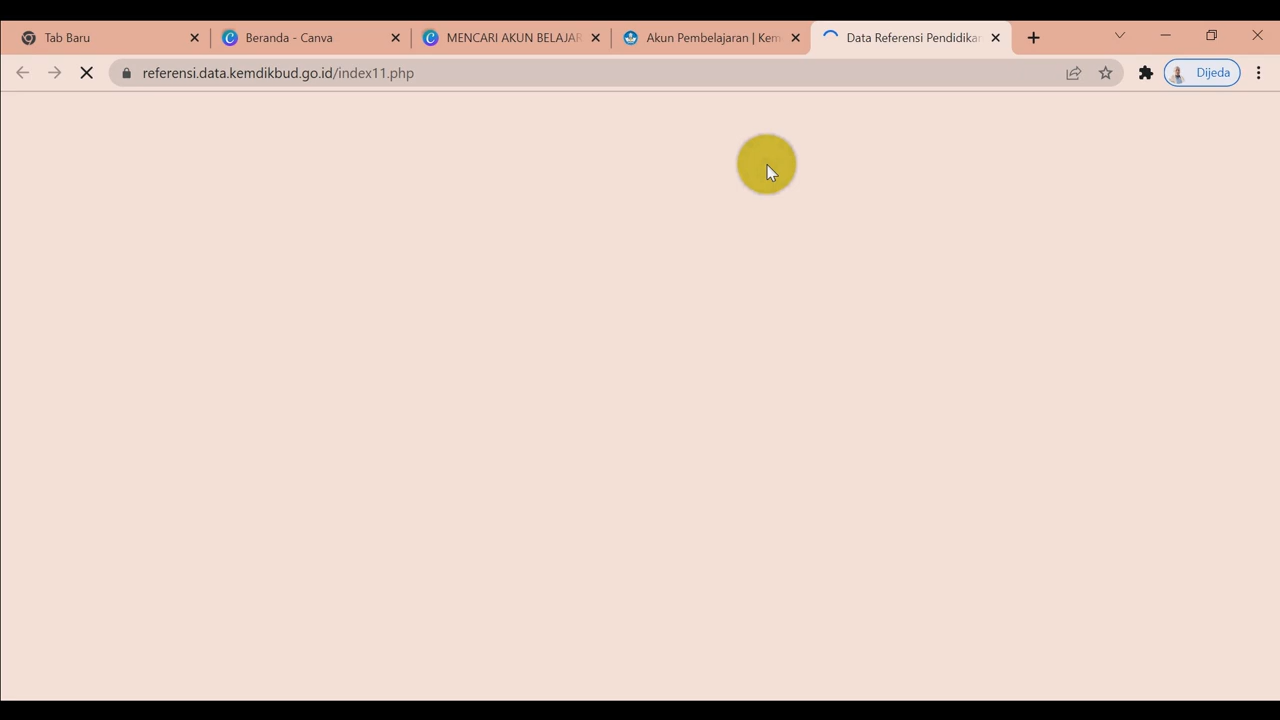 Tab Baru
Beranda - Canva
MENCARI AKUN BELAJAR
Akun Pembelajaran | Kem
Data Referensi Pendidikan
referensi.data.kemdikbud.go.id/index11.php
Dijeda